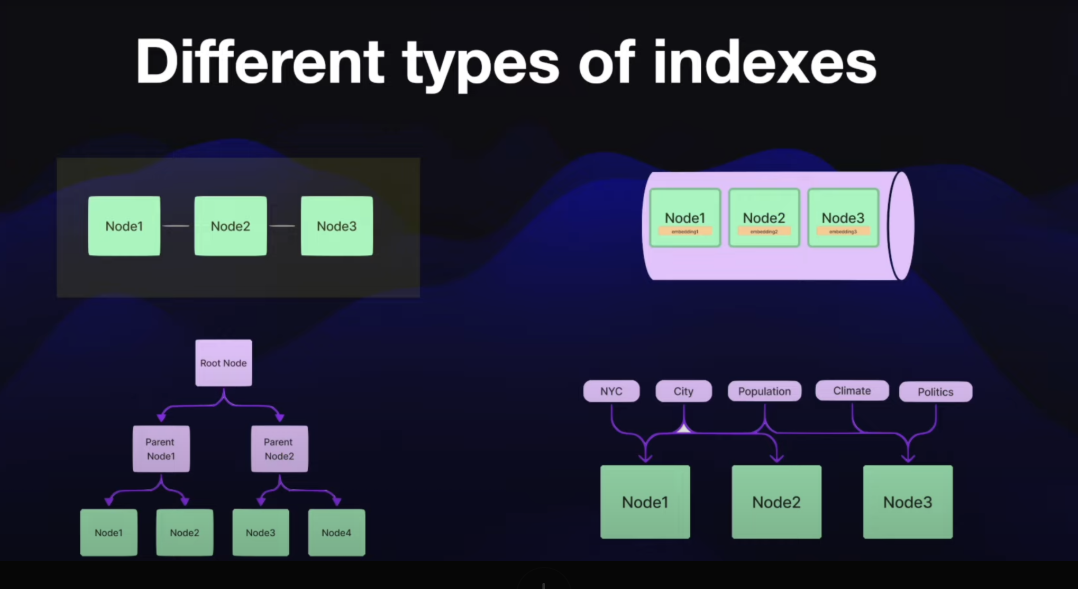 Different types of indexes
Node1
Node2
Node3
Node1
embedding1
Node2
embedding2
Node3
embedding3
Root Node
Parent
Node1
Parent
Node2
Node1
Node2
Node3
Node4
NYC
City
Population
Climate
Politics
Node1
Node2
Node3